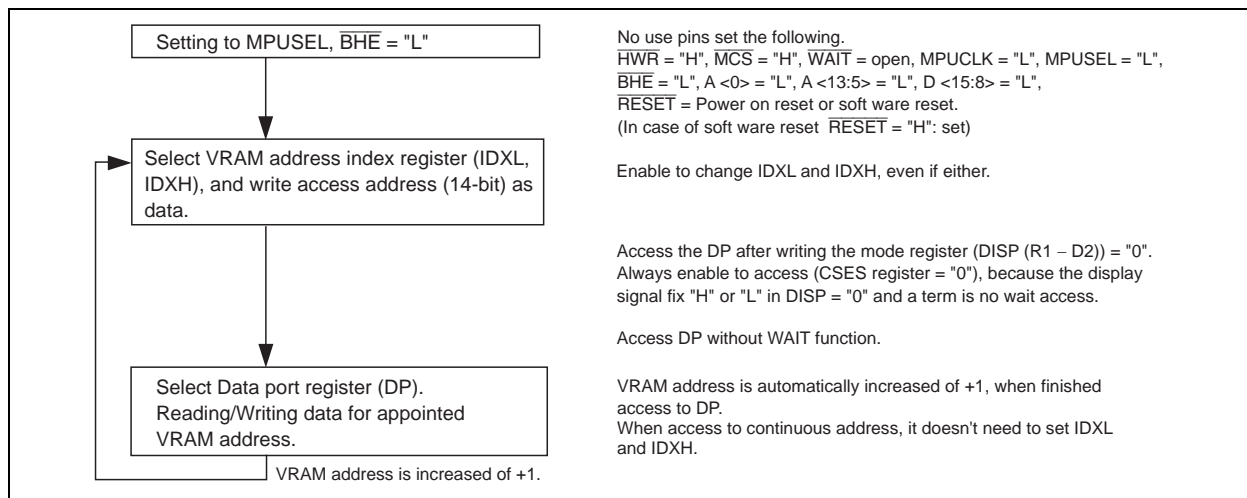 Setting to MPUSEL, BHE = "L"
No use pins set the following.
HWR = "H", MCS = "H", WAIT = open, MPUCLK = "L", MPUSEL = "L",
BHE = "L", A <0> = "L", A <13:5> = "L", D <15:8> = "L",
RESET = Power on reset or soft ware reset.
(In case of soft ware reset RESET = "H": set)
Select VRAM address index register (IDXL,
IDXH), and write access address (14-bit) as
data.
Enable to change IDXL and IDXH, even if either.
Access the DP after writing the mode register (DISP (R1 – D2)) = "0".
Always enable to access (CSES register = "0"), because the display
signal fix "H" or "L" in DISP = "0" and a term is no wait access.
Access DP without WAIT function.
Select Data port register (DP).
Reading/Writing data for appointed
VRAM address.
VRAM address is automatically increased of +1, when finished
access to DP.
When access to continuous address, it doesn't need to set IDXL
and IDXH.
VRAM address is increased of +1.